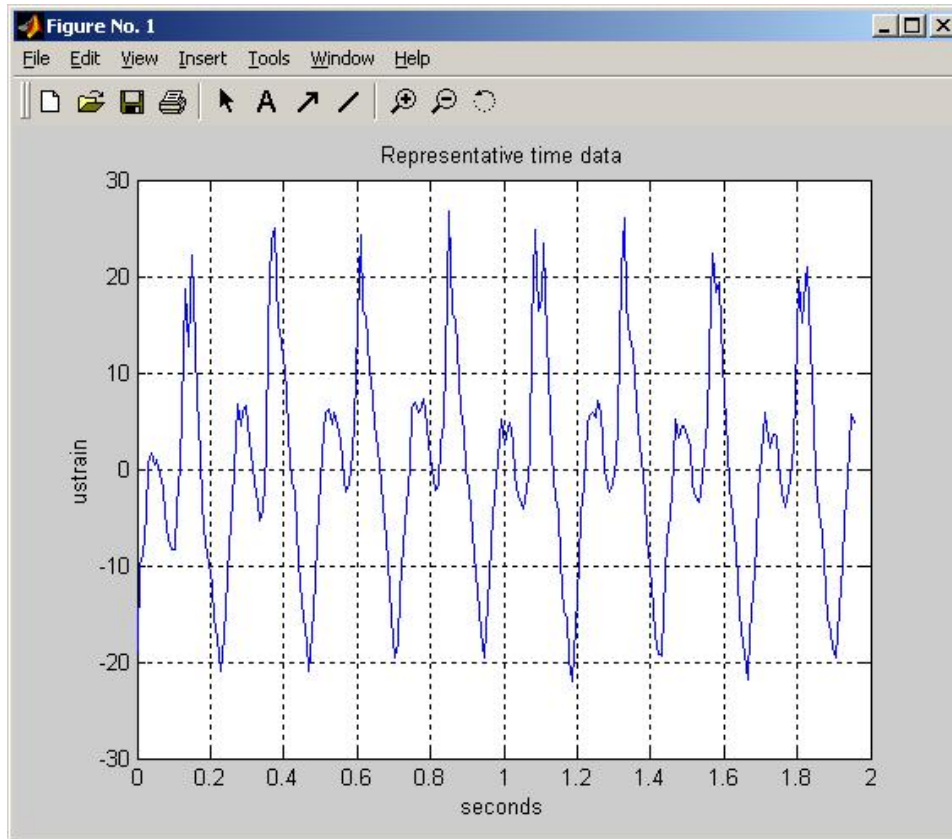 Figure No. 1
File Edit View Insert Tools Window Help
A
Representative time data
30
20
10
0
-10
-20
-30
ustrain
0 0.2 0.4 0.6 0.8 1 1.2 1.4 1.6 1.8 2
seconds